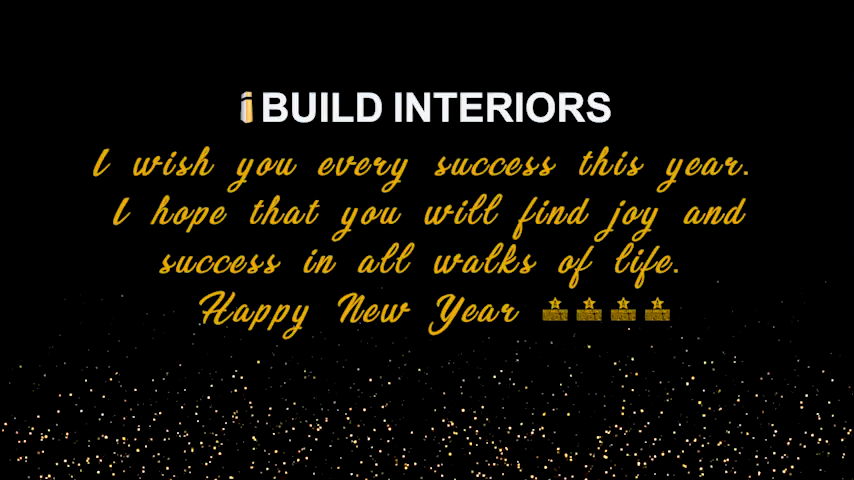 iBUILD INTERIORS
I wish you every success this year.
I hope that you will find joy and
success in all walks of life.
Happy New Year